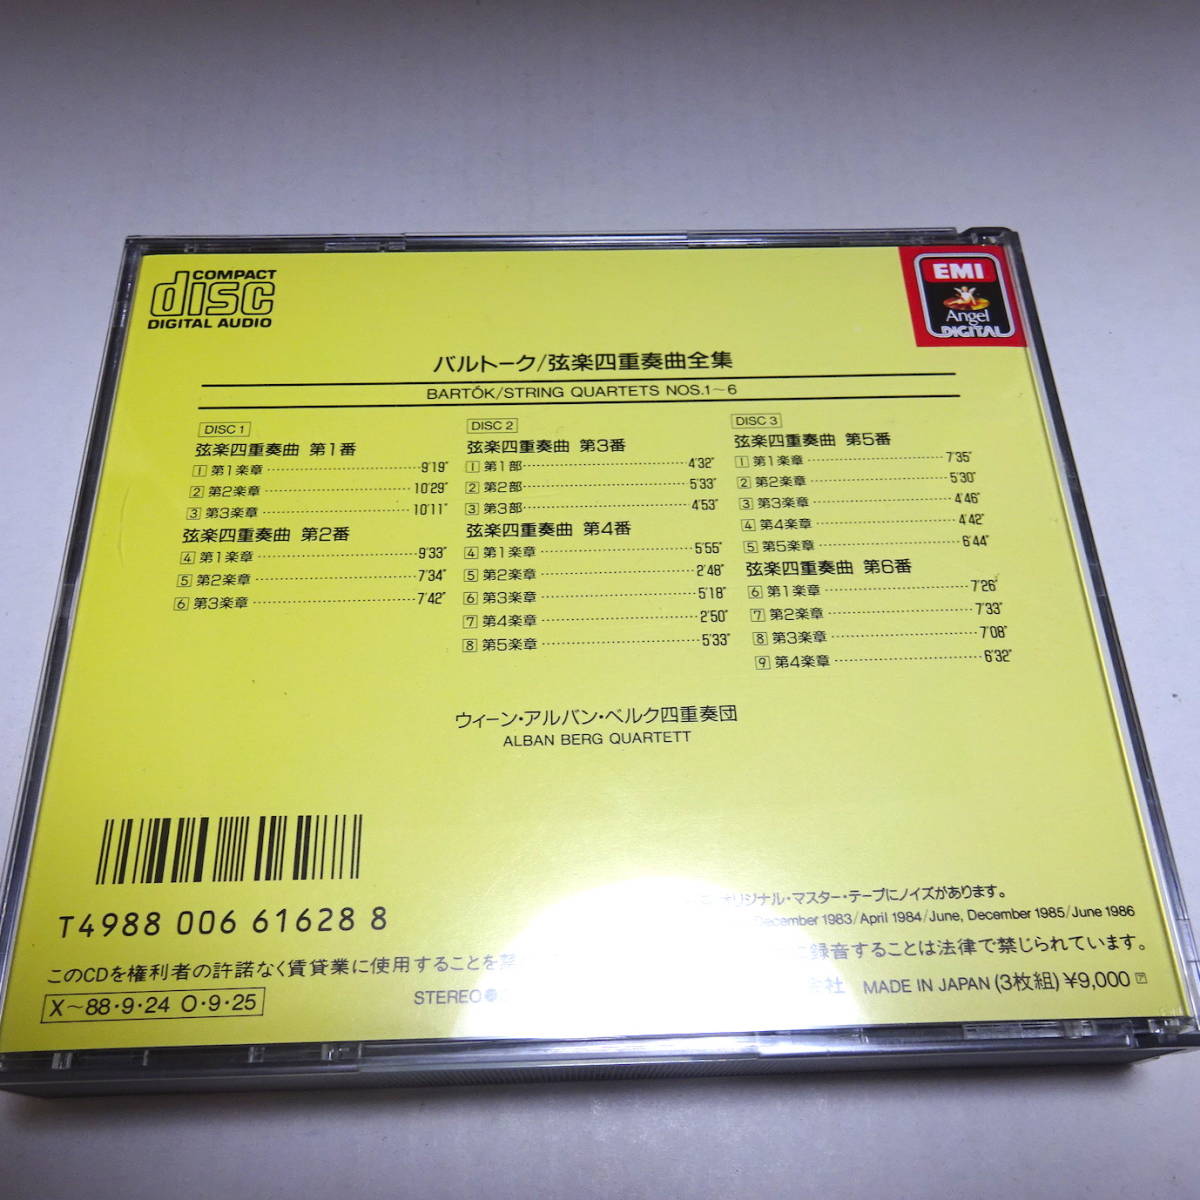 COMPACT
disc
DIGITAL AUDIO
EMI
Angel
DIGITAL
バルトーク/弦楽四重奏曲全集
BARTÓK/STRING QUARTETS NOS.1～6
DISC 1
弦楽四重奏曲 第1番
1 第1楽章 9'19"
2 第2楽章 10'29"
3 第3楽章 10'11"
弦楽四重奏曲 第2番
4 第1楽章 9'33"
5 第2楽章 7'34"
6 第3楽章 7'42"
DISC 2
弦楽四重奏曲 第3番
1 第1部 4'32"
2 第2部 5'33"
3 第3部 4'53"
弦楽四重奏曲 第4番
4 第1楽章 5'55"
5 第2楽章 2'48"
6 第3楽章 5'18"
7 第4楽章 2'50"
8 第5楽章 5'33"
DISC 3
弦楽四重奏曲 第5番
1 第1楽章 7'35"
2 第2楽章 5'30"
3 第3楽章 4'46"
4 第4楽章 4'42"
5 第5楽章 6'44"
弦楽四重奏曲 第6番
6 第1楽章 7'26"
7 第2楽章 7'33"
8 第3楽章 7'08"
9 第4楽章 6'32"
ウィーン・アルバン・ベルク四重奏団
ALBAN BERG QUARTETT
T4988 006 61628 8
オリジナル・マスター・テープにノイズがあります。
December 1983/April 1984/June, December 1985/June 1986
このCDを権利者の許諾なく賃貸業に使用することを 録音することは法律で禁じられています。
X～88・9・24 O・9・25
STEREO 会社 MADE IN JAPAN (3枚組) ¥9,000